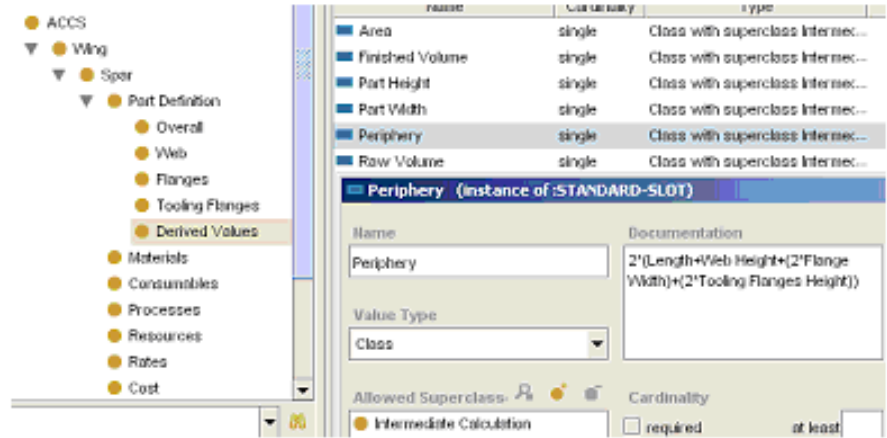 ACCS
Wing
Spar
Part Definition
Overall
Web
Flanges
Tooling Flanges
Derived Values
Materials
Consumables
Processes
Resources
Rates
Cost
Name Cardinality Type
Area single Class with superclass Intermec...
Finished Volume single Class with superclass Intermec...
Part Height single Class with superclass Intermec...
Part Width single Class with superclass Intermec...
Periphery single Class with superclass Intermec...
Raw Volume single Class with superclass Intermec...
Periphery (instance of :STANDARD-SLOT)
Name
Periphery
Documentation
2*(Length+Web Height+(2*Flange
Width)+(2*Tooling Flanges Height))
Value Type
Class
Allowed Superclass
Intermediate Calculation
Cardinality
required at least